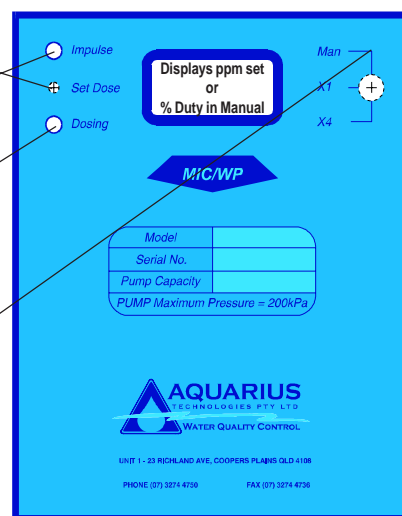 Impulse
Set Dose
Dosing
Displays ppm set
or
% Duty in Manual
Man
X1
X4
MIC/WP
Model
Serial No.
Pump Capacity
PUMP Maximum Pressure = 200kPa
AQUARIUS
TECHNOLOGIES PTY LTD
WATER QUALITY CONTROL
UNIT 1 - 23 RICHLAND AVE, COOPERS PLAINS QLD 4108
PHONE (07) 3274 4750 FAX (07) 3274 4736